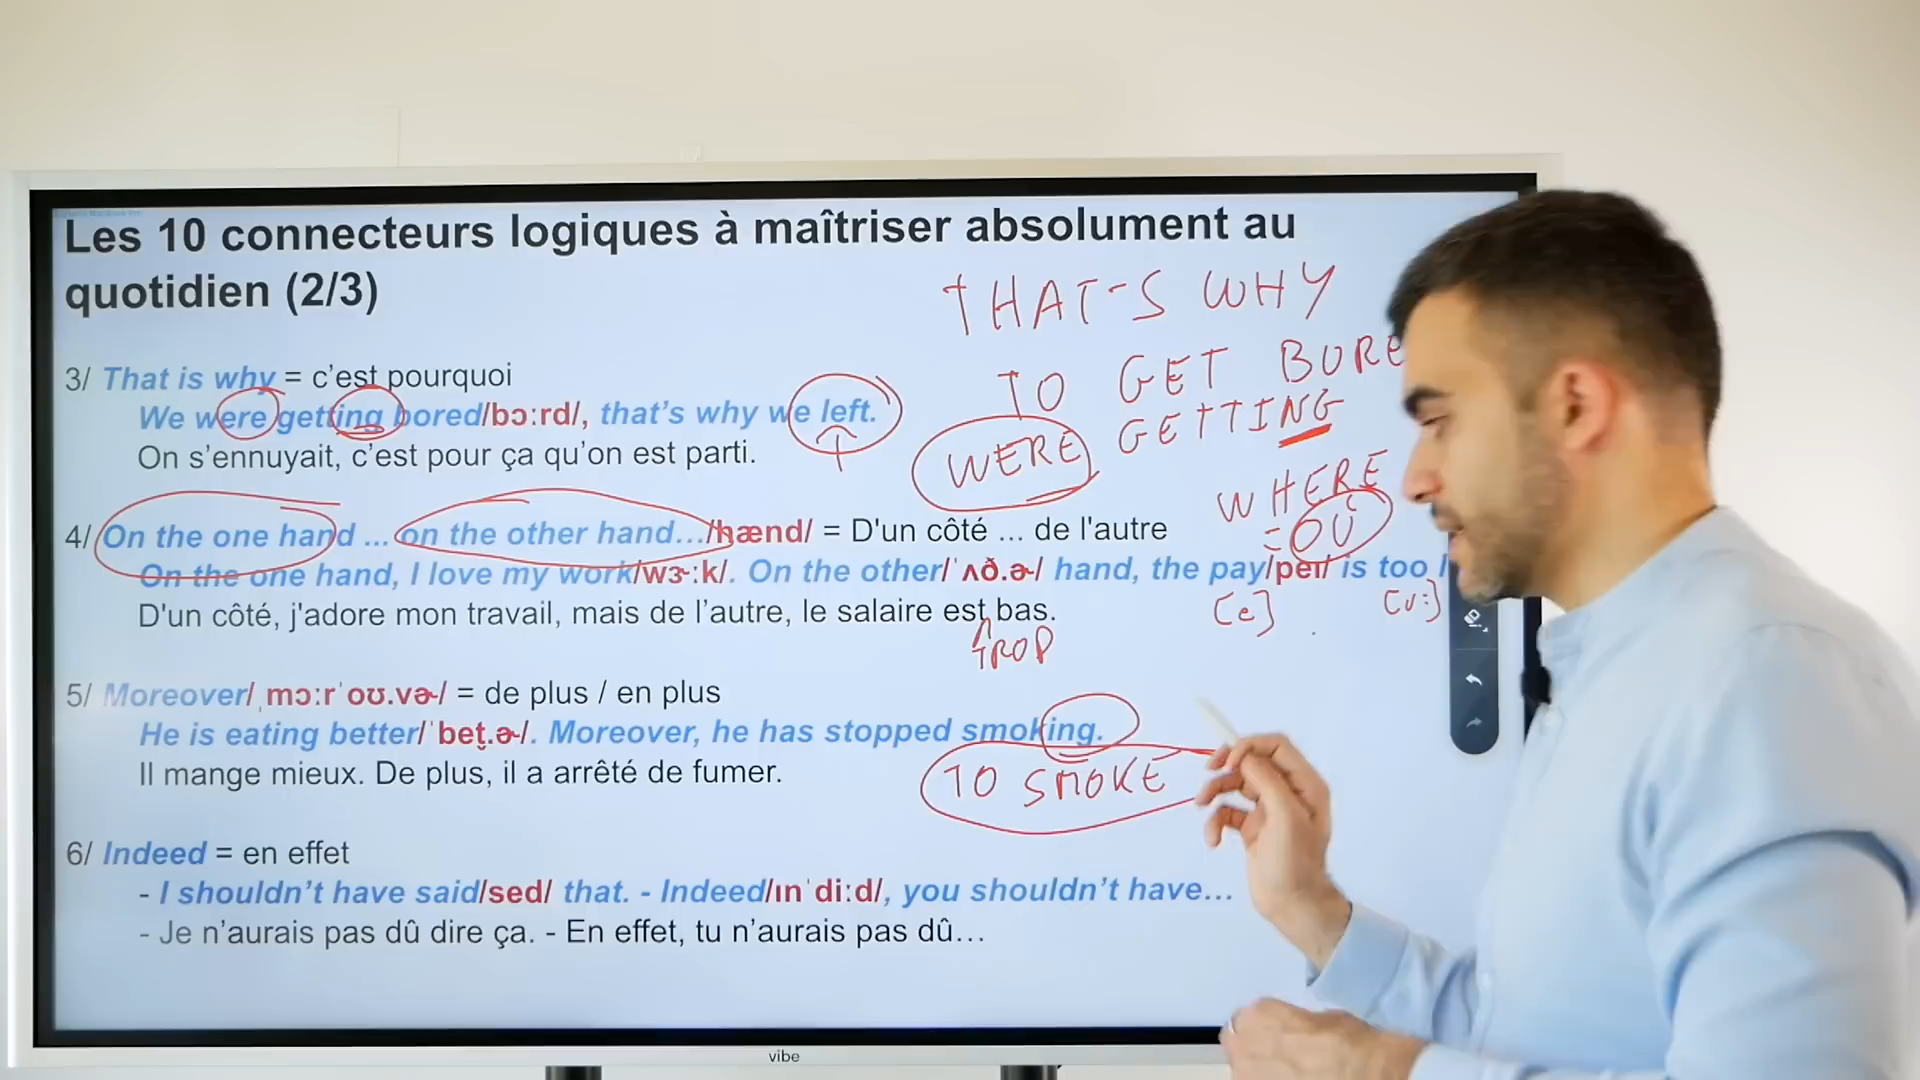 Les 10 connecteurs logiques à maîtriser absolument au
quotidien (2/3)
THAT'S WHY
TO GET BORE
WERE GETTING
WHERE
= OÙ
3/ That is why = c'est pourquoi
We were getting bored/bɔːrd/, that's why we left.
On s'ennuyait, c'est pour ça qu'on est parti.
4/ On the one hand ... on the other hand.../hænd/ = D'un côté ... de l'autre
On the one hand, I love my work/wɝːk/. On the other/ˈʌð.ɚ/ hand, the pay/peɪ/ is too
D'un côté, j'adore mon travail, mais de l'autre, le salaire est bas.
TROP
[e]
[u:]
5/ Moreover/ˌmɔːrˈoʊ.vɚ/ = de plus / en plus
He is eating better/ˈbet̬.ɚ/. Moreover, he has stopped smoking.
Il mange mieux. De plus, il a arrêté de fumer.
TO SMOKE
6/ Indeed = en effet
- I shouldn't have said/sed/ that. - Indeed/ɪnˈdiːd/, you shouldn't have...
- Je n'aurais pas dû dire ça. - En effet, tu n'aurais pas dû...
vibe